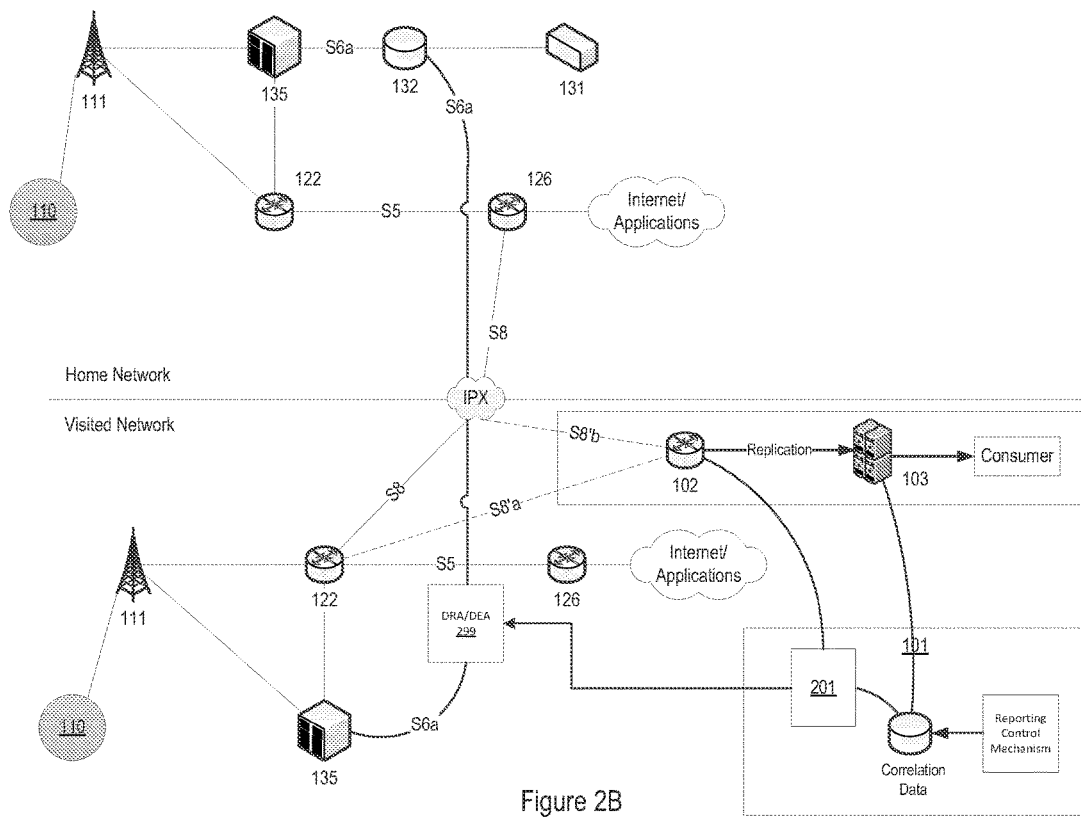 S6a
135
132
131
111
S6a
122
126
110
S5
Internet/
Applications
S8
Home Network
IPX
Visited Network
S8'b
Replication
Consumer
102
103
S8
S8'a
Internet/
Applications
S5
122
126
111
DRA/DEA
299
101
201
110
S6a
Reporting
Control
Mechanism
135
Correlation
Data
Figure 2B